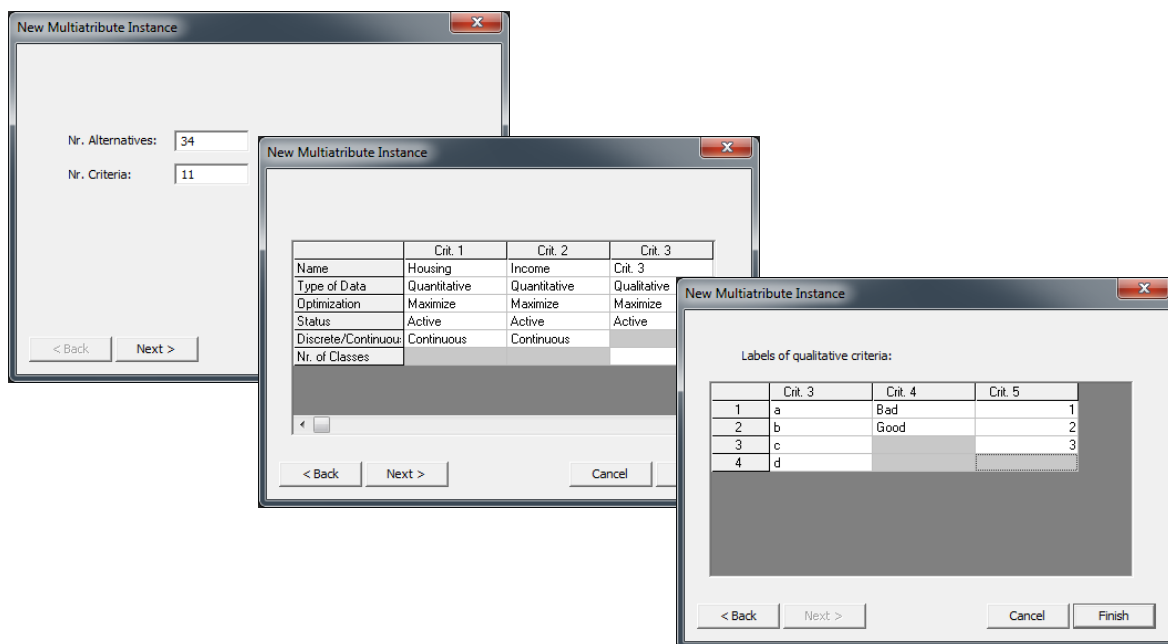 New Multiatribute Instance
Nr. Alternatives: 34
Nr. Criteria: 11
< Back Next >
New Multiatribute Instance
Crit. 1 Crit. 2 Crit. 3
Name Housing Income Crit. 3
Type of Data Quantitative Quantitative Qualitative
Optimization Maximize Maximize Maximize
Status Active Active Active
Discrete/Continuou: Continuous Continuous
Nr. of Classes
< Back Next > Cancel
New Multiatribute Instance
Labels of qualitative criteria:
Crit. 3 Crit. 4 Crit. 5
1 a Bad 1
2 b Good 2
3 c 3
4 d
< Back Next > Cancel Finish